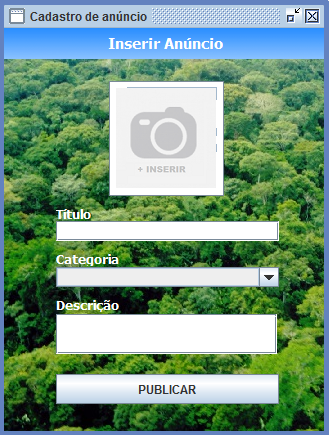 Cadastro de anúncio
Inserir Anúncio
+ INSERIR
Título
Categoria
Descrição
PUBLICAR